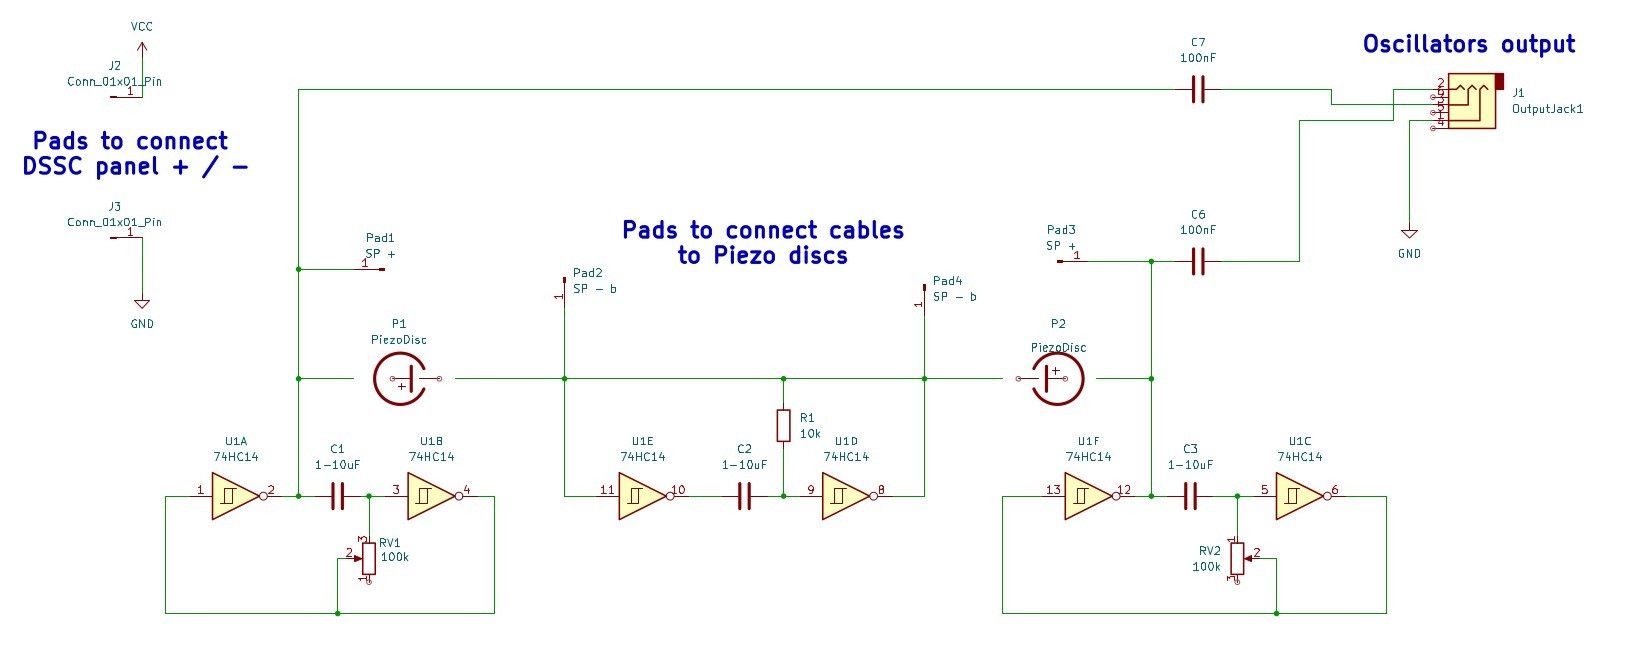 VCC
J2
Conn_01x01_Pin
1
Pads to connect
DSSC panel + / -
J3
Conn_01x01_Pin
1
GND
C7
100nF
Oscillators output
2
3
4
J1
OutputJack1
GND
Pad1
SP +
1
Pads to connect cables
to Piezo discs
Pad2
SP - b
1
Pad4
SP - b
1
Pad3
SP +
1
C6
100nF
P1
PiezoDisc
+
P2
PiezoDisc
+
R1
10k
U1A
74HC14
1
2
C1
1-10uF
U1B
74HC14
3
4
RV1
100k
3
2
1
U1E
74HC14
11
10
C2
1-10uF
U1D
74HC14
9
8
U1F
74HC14
13
12
C3
1-10uF
U1C
74HC14
5
6
RV2
100k
1
2
3